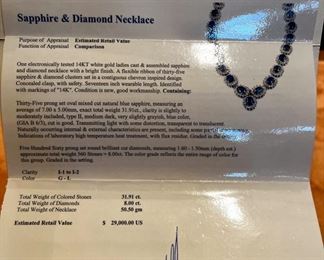 Sapphire & Diamond Necklace
Purpose of Appraisal Estimated Retail Value
Function of Appraisal Comparison
One electronically tested 14KT white gold ladies cast & assembled sapphire
and diamond necklace with a bright finish. A flexible ribbon of thirty-five
sapphire & diamond clusters set in a contiguous chevron inspired design.
Concealed clasp, with safety. Seventeen inch wearable length. Identified
with markings of "14K". Condition is new, good workmanship. Containing:
Thirty-Five prong set oval mixed cut natural blue sapphire, measuring an
average of 7.00 x 5.00mm, exact total weight 31.91ct., clarity is slightly to
moderately included, type II, medium dark, very slightly grayish, blue color,
(GIA B 6/3), cut is good. Transmitting light with some distortion, transparent to translucent.
Naturally occurring internal & external characteristics are present, including some
Indications of laboratory high temperature heat treatment, with flux residue. Graded in the
setting.
Five Hundred Sixty prong set round brilliant cut diamonds, measuring 1.60 - 1.50mm (depth est.)
approximate total weight 560 Stones = 8.00ct. The color grade reflects the entire range of color for
this group. Graded in the setting.
Clarity I-1 to I-2
Color G - L
Total Weight of Colored Stones 31.91 ct.
Total Weight of Diamonds 8.00 ct.
Total Weight of Necklace 50.50 gm
Estimated Retail Value $ 29,000.00 US